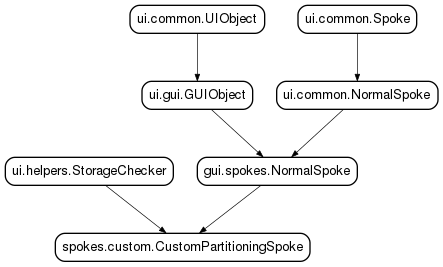 ui.common.UIObject
ui.common.Spoke
ui.gui.GUIObject
ui.common.NormalSpoke
ui.helpers.StorageChecker
gui.spokes.NormalSpoke
spokes.custom.CustomPartitioningSpoke